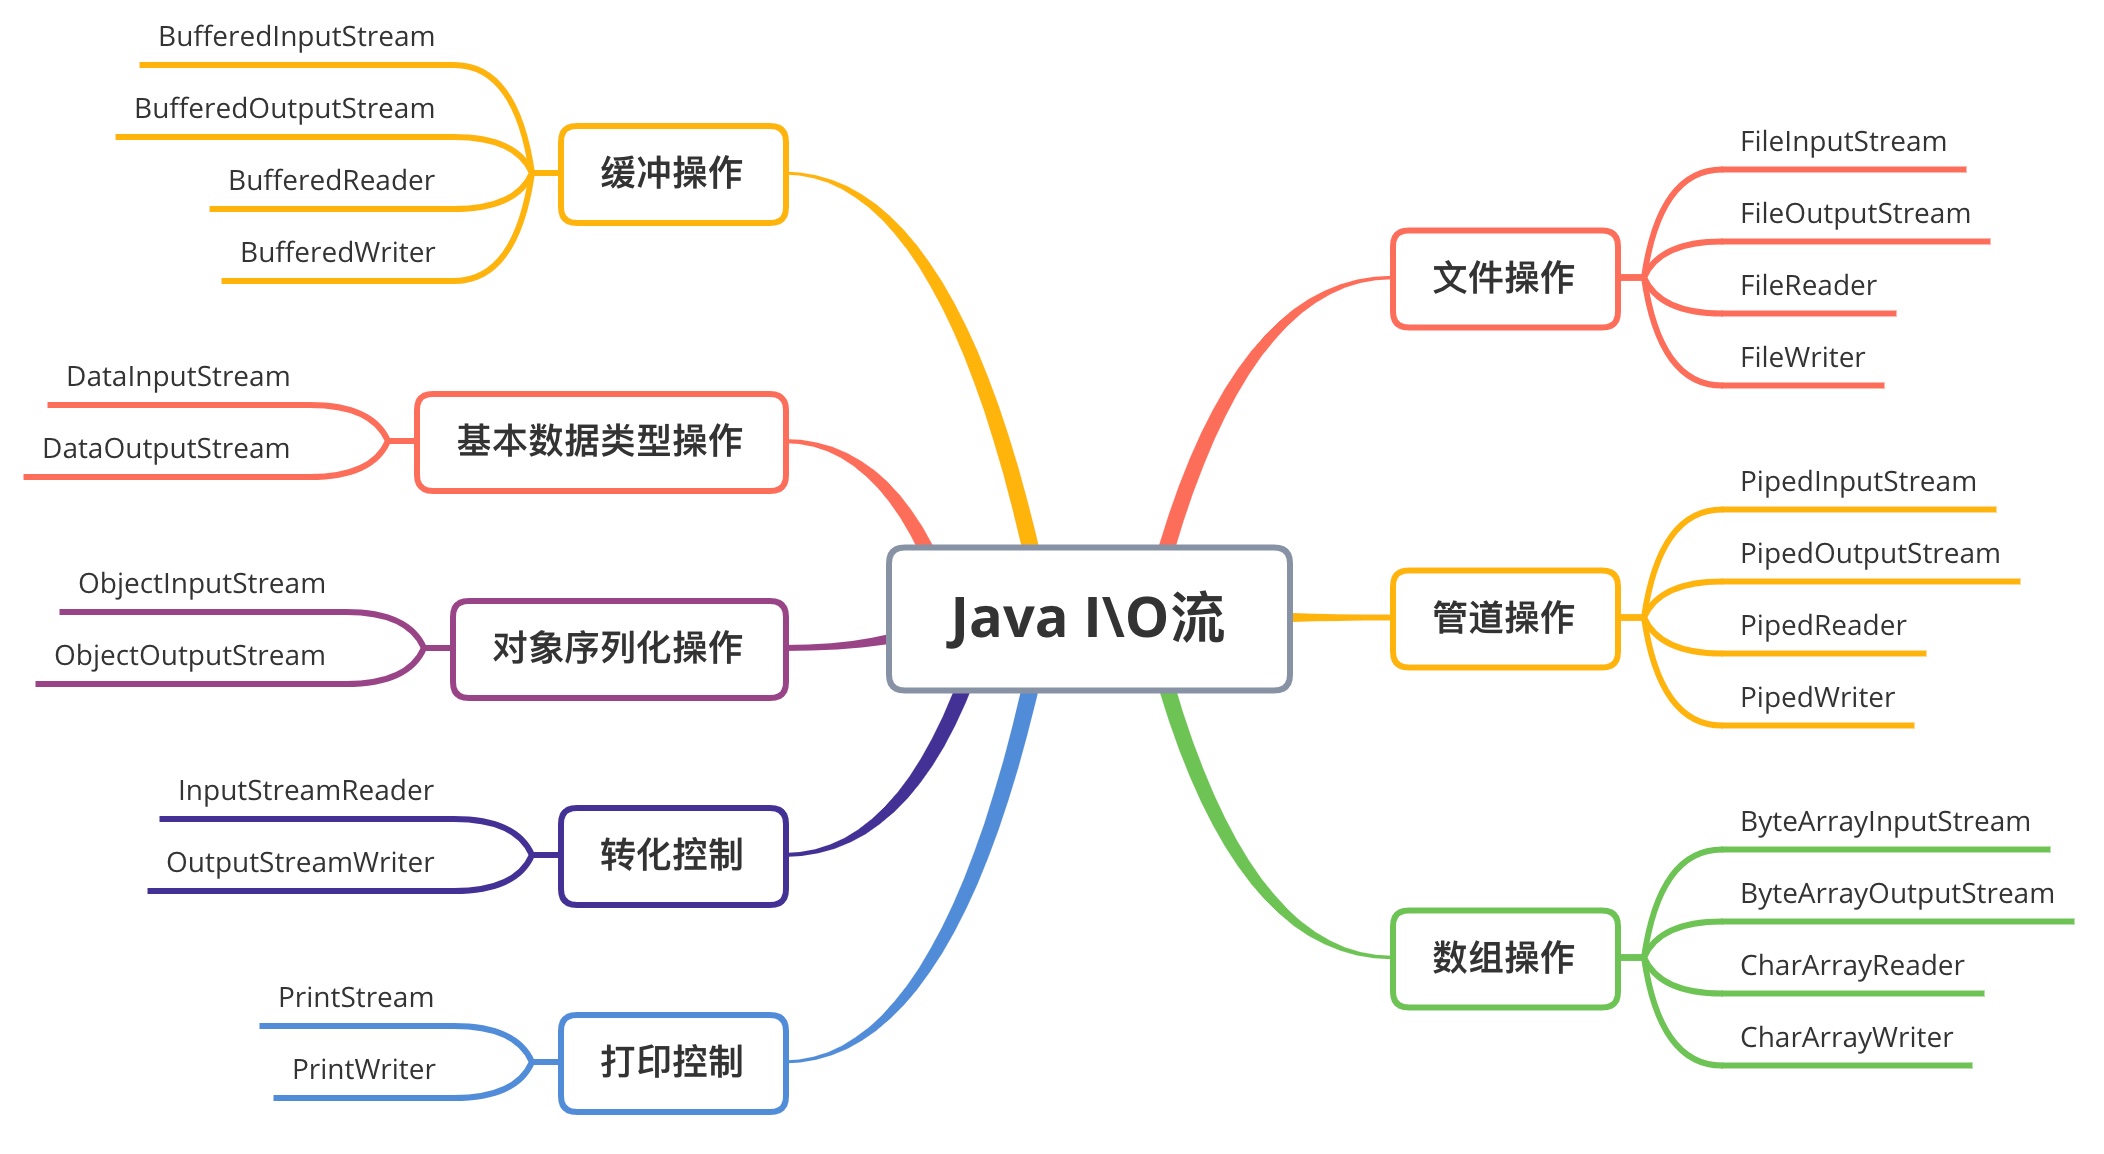 Java I\O流
缓冲操作
BufferedInputStream
BufferedOutputStream
BufferedReader
BufferedWriter
基本数据类型操作
DataInputStream
DataOutputStream
对象序列化操作
ObjectInputStream
ObjectOutputStream
转化控制
InputStreamReader
OutputStreamWriter
打印控制
PrintStream
PrintWriter
文件操作
FileInputStream
FileOutputStream
FileReader
FileWriter
管道操作
PipedInputStream
PipedOutputStream
PipedReader
PipedWriter
数组操作
ByteArrayInputStream
ByteArrayOutputStream
CharArrayReader
CharArrayWriter